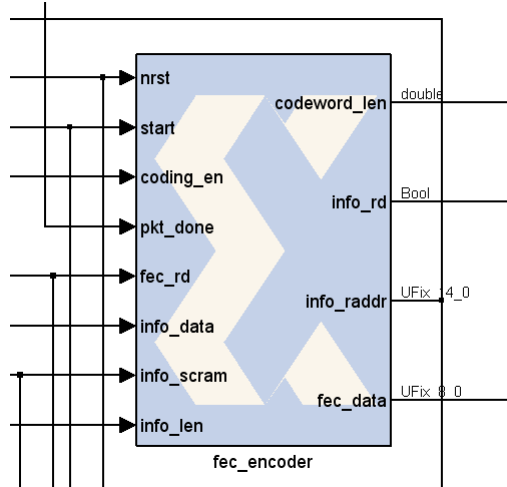 nrst
start
coding_en
pkt_done
fec_rd
info_data
info_scram
info_len
codeword_len
double
info_rd
Bool
info_raddr
UFix_14_0
fec_data
UFix_8_0
fec_encoder